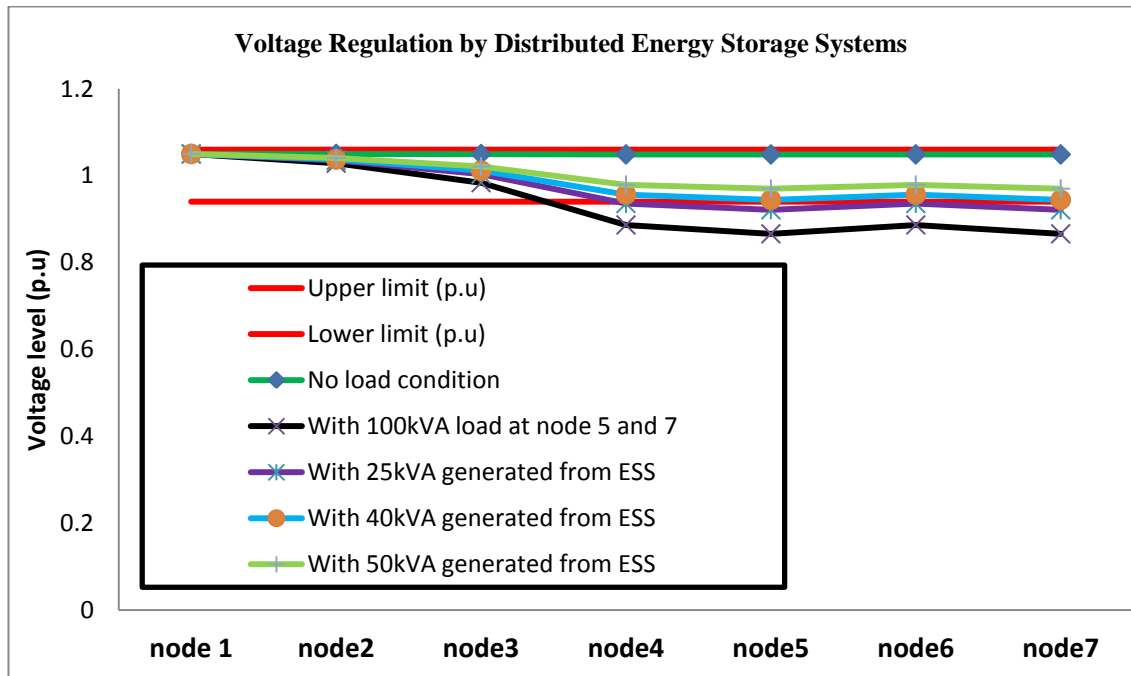 Voltage Regulation by Distributed Energy Storage Systems
1.2
1
0.8
0.6
0.4
0.2
0
Voltage level (p.u)
Upper limit (p.u)
Lower limit (p.u)
No load condition
With 100kVA load at node 5 and 7
With 25kVA generated from ESS
With 40kVA generated from ESS
With 50kVA generated from ESS
node 1 node2 node3 node4 node5 node6 node7